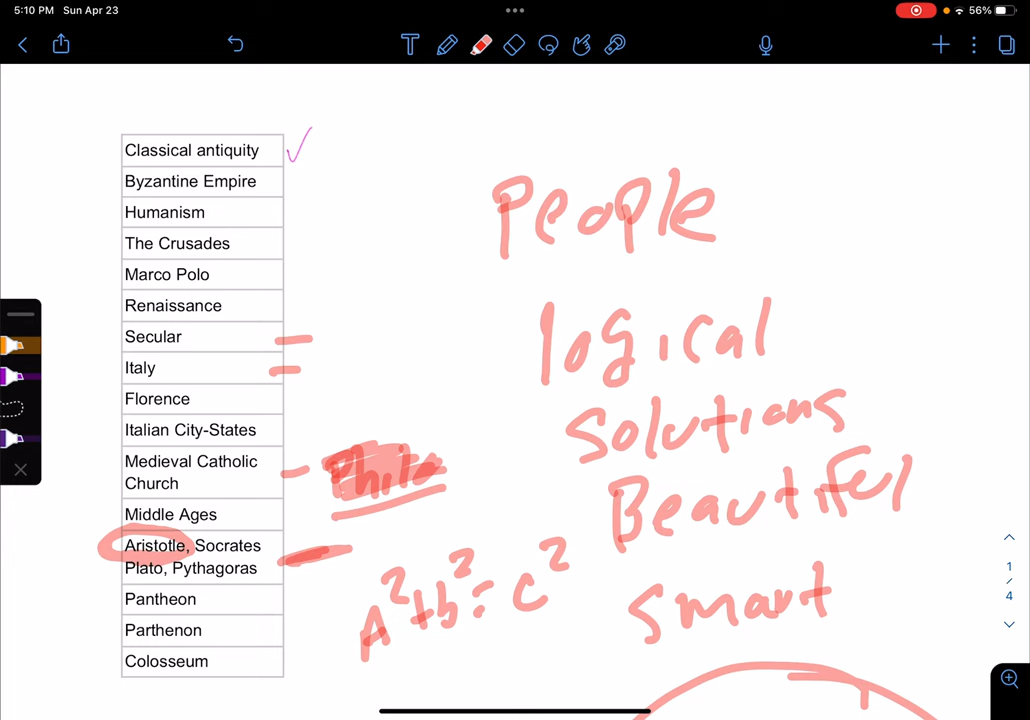 5:10 PM Sun Apr 23
56%
Classical antiquity
Byzantine Empire
Humanism
The Crusades
Marco Polo
Renaissance
Secular
Italy
Florence
Italian City-States
Medieval Catholic
Church
Middle Ages
Aristotle, Socrates
Plato, Pythagoras
Pantheon
Parthenon
Colosseum
People
logical
solutions
Beautiful
smart
Philo
A²+b²=c²
1
/
4